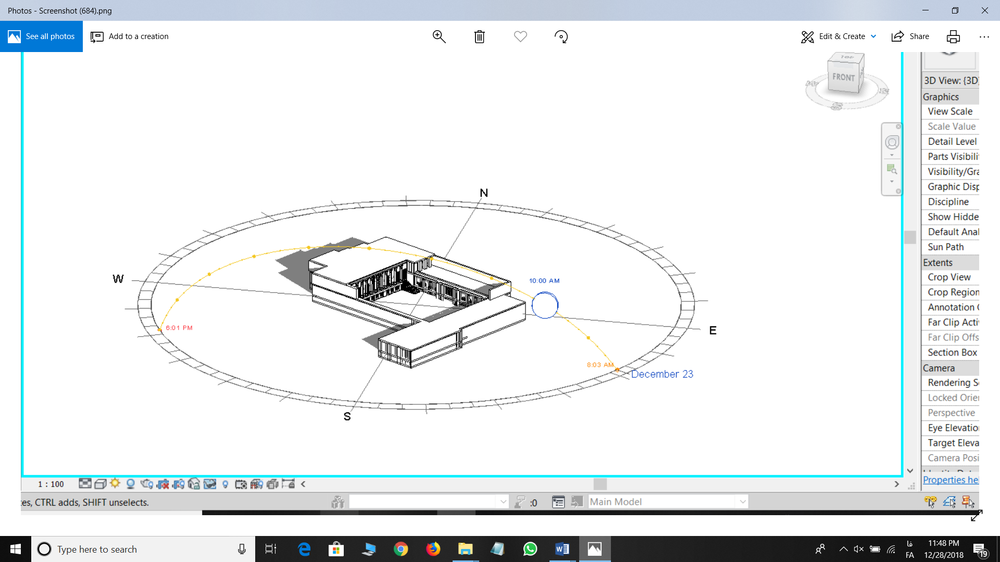 Photos - Screenshot (684).png
See all photos
Add to a creation
Edit & Create
Share
TOP
FRONT
3D View: {3D}
Graphics
View Scale
Scale Value
Detail Level
Parts Visibili
Visibility/Gra
Graphic Disp
Discipline
Show Hidde
Default Anal
Sun Path
Extents
Crop View
Crop Region
Annotation
Far Clip Acti
Far Clip Offs
Section Box
Camera
Rendering S
Locked Orie
Perspective
Eye Elevatio
Target Eleva
Camera Posi
Properties hel
N
W
10:00 AM
6:01 PM
E
8:03 AM
December 23
S
1 : 100
es, CTRL adds, SHIFT unselects.
:0
Main Model
Type here to search
فا
FA
11:48 PM
12/28/2018
19